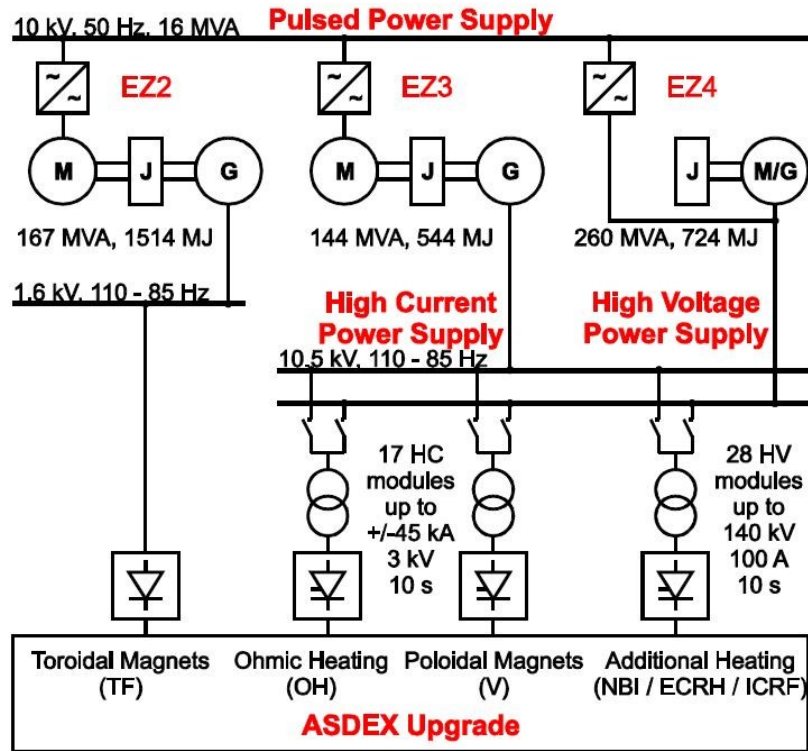 Pulsed Power Supply
10 kV, 50 Hz, 16 MVA
~ ~
EZ2
~ ~
EZ3
~ ~
EZ4
M
J
G
M
J
G
J
M/G
167 MVA, 1514 MJ
144 MVA, 544 MJ
260 MVA, 724 MJ
1.6 kV, 110 - 85 Hz
High Current
Power Supply
High Voltage
Power Supply
10.5 kV, 110 - 85 Hz
17 HC
modules
up to
+/-45 kA
3 kV
10 s
28 HV
modules
up to
140 kV
100 A
10 s
Toroidal Magnets
(TF)
Ohmic Heating
(OH)
Poloidal Magnets
(V)
Additional Heating
(NBI / ECRH / ICRF)
ASDEX Upgrade